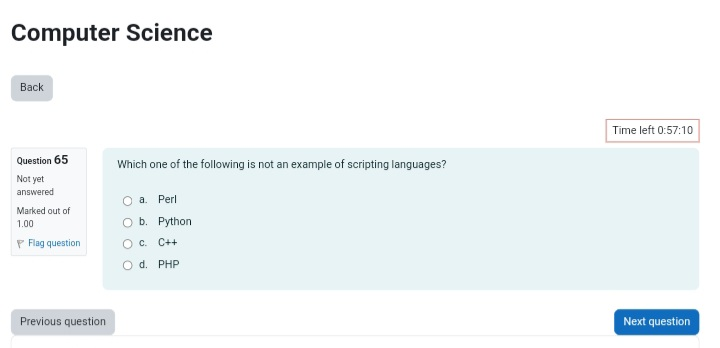 Computer Science
Back
Time left 0:57:10
Question 65
Not yet
answered
Marked out of
1.00
Flag question
Which one of the following is not an example of scripting languages?
a. Perl
b. Python
c. C++
d. PHP
Previous question
Next question